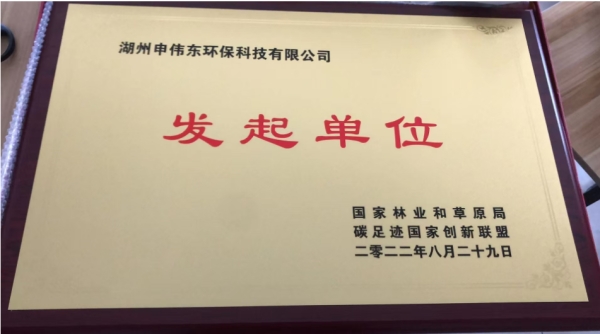 湖州申伟东环保科技有限公司
发起单位
国家林业和草原局
碳足迹国家创新联盟
二零二二年八月二十九日